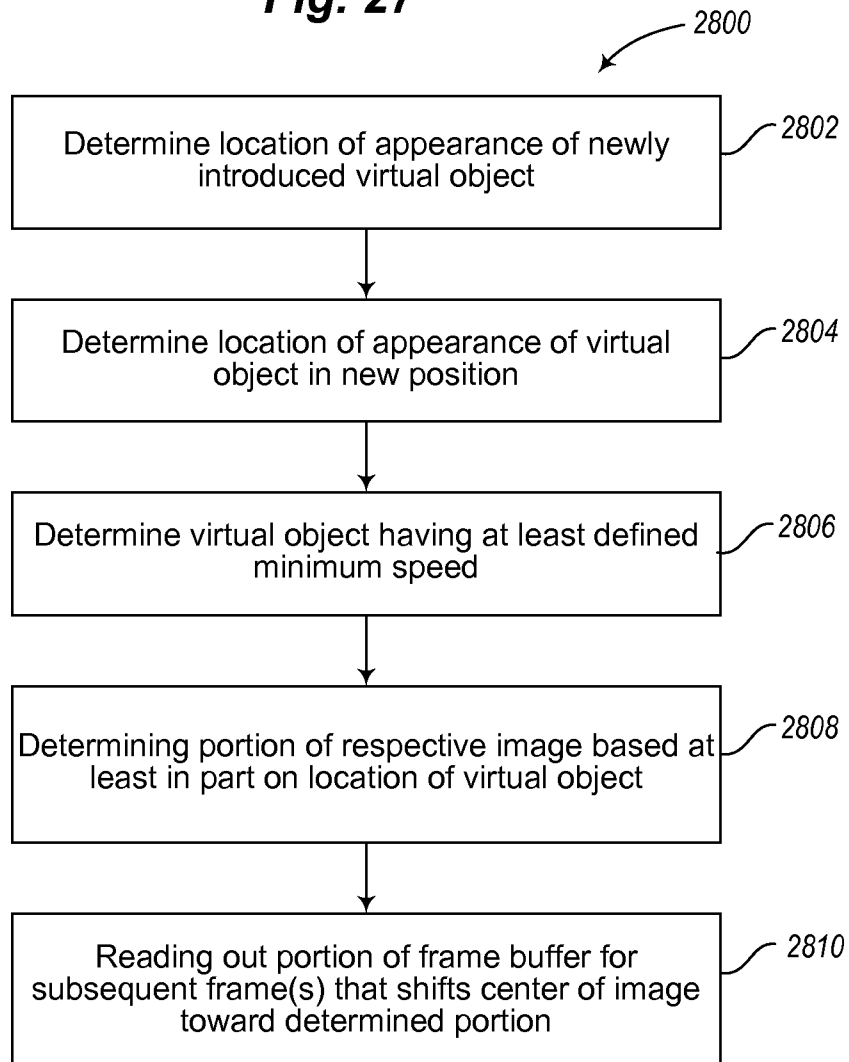 Fig. 27
2800
Determine location of appearance of newly
introduced virtual object
2802
Determine location of appearance of virtual
object in new position
2804
Determine virtual object having at least defined
minimum speed
2806
Determining portion of respective image based at
least in part on location of virtual object
2808
Reading out portion of frame buffer for
subsequent frame(s) that shifts center of image
toward determined portion
2810